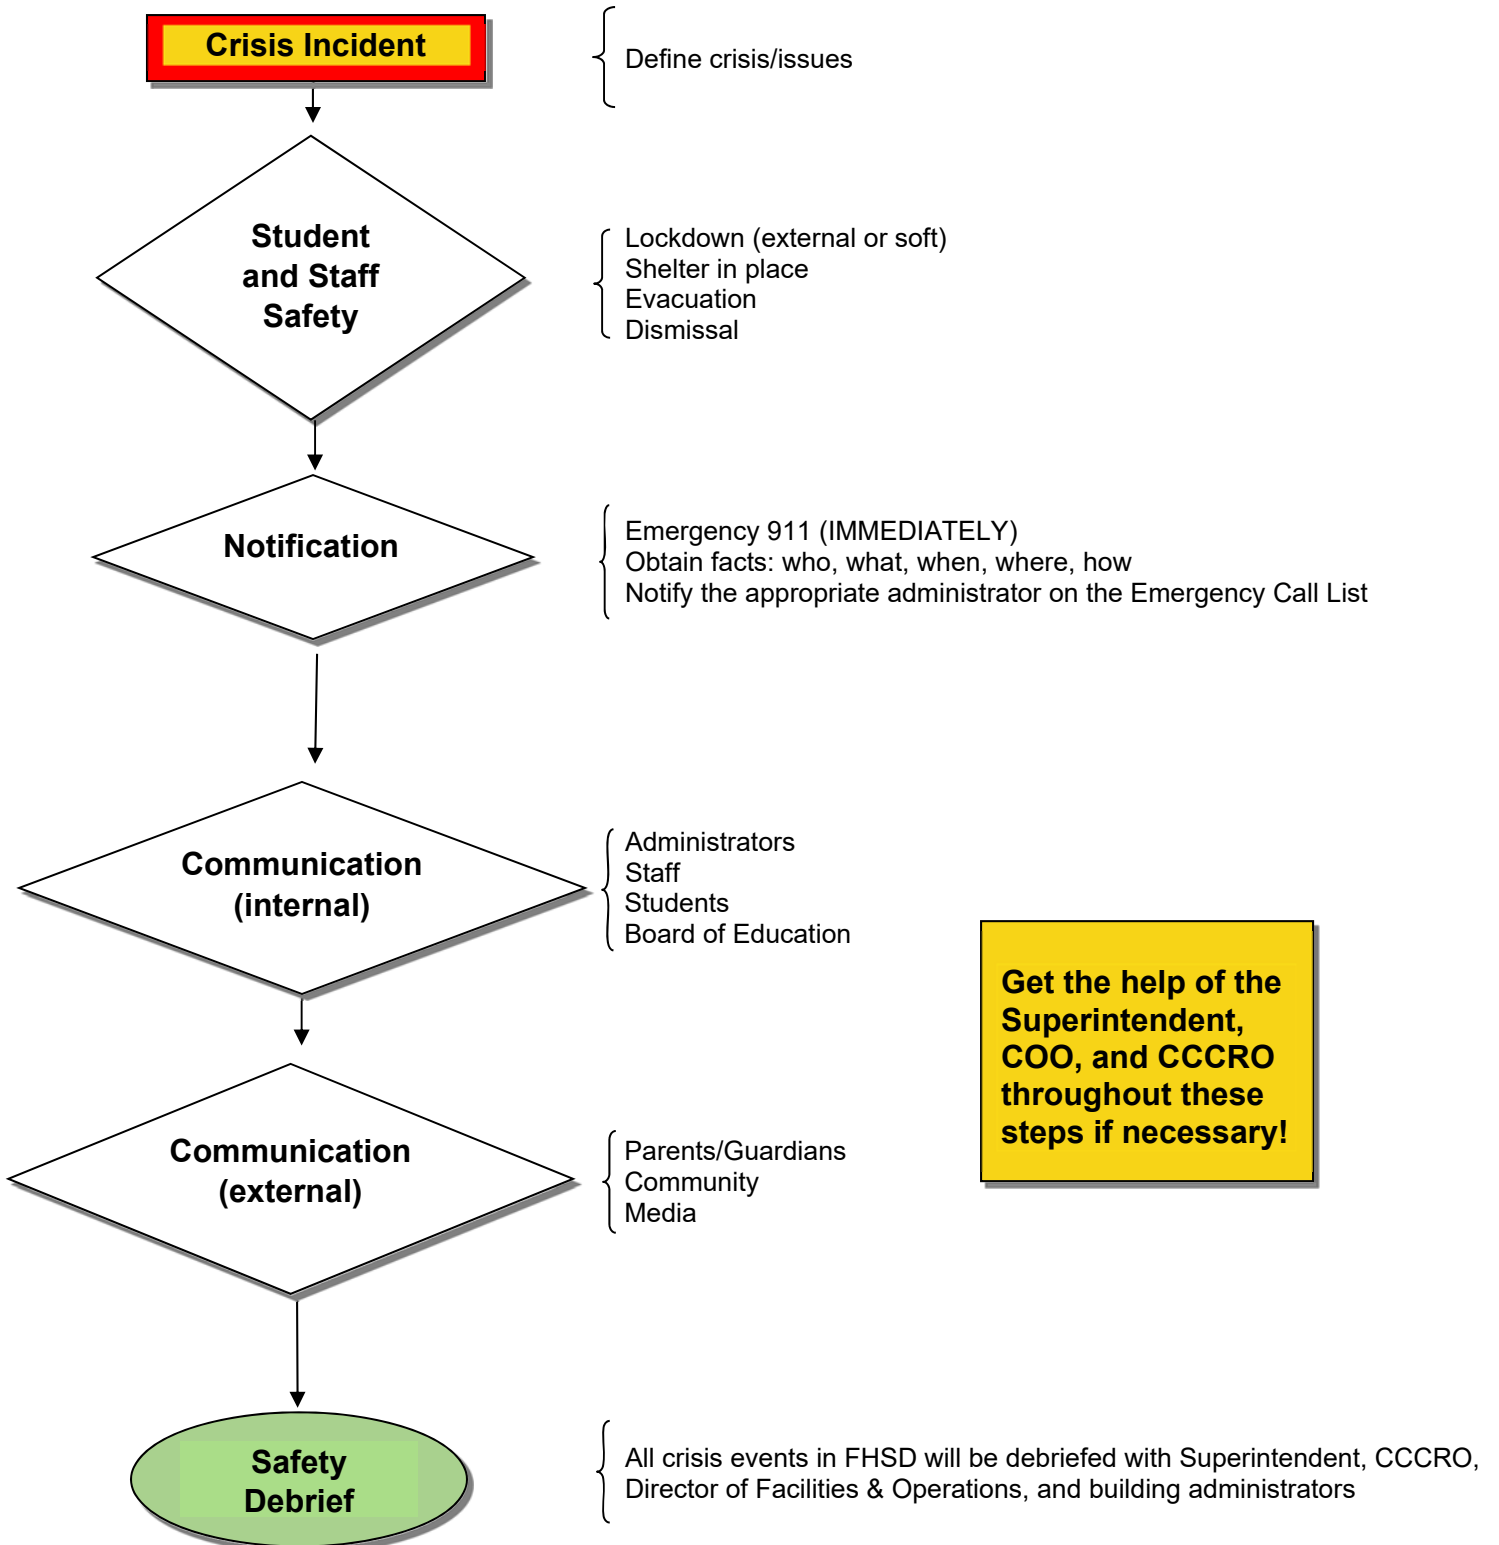 Crisis Incident
Define crisis/issues
Student
and Staff
Safety
Lockdown (external or soft)
Shelter in place
Evacuation
Dismissal
Notification
Emergency 911 (IMMEDIATELY)
Obtain facts: who, what, when, where, how
Notify the appropriate administrator on the Emergency Call List
Communication
(internal)
Administrators
Staff
Students
Board of Education
Get the help of the
Superintendent,
COO, and CCCRO
throughout these
steps if necessary!
Communication
(external)
Parents/Guardians
Community
Media
Safety
Debrief
All crisis events in FHSD will be debriefed with Superintendent, CCCRO,
Director of Facilities & Operations, and building administrators